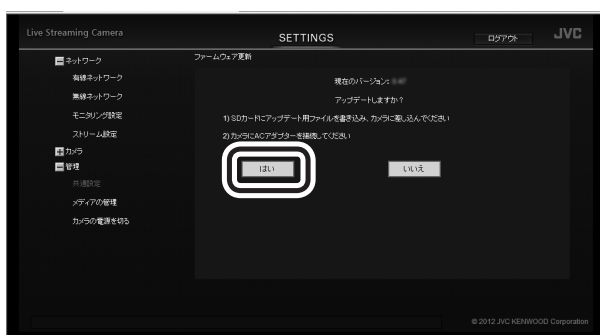 Live Streaming Camera
SETTINGS
ログアウト
JVC
ネットワーク
有線ネットワーク
無線ネットワーク
モニタリング設定
ストリーム設定
カメラ
管理
共通設定
メディアの管理
カメラの電源を切る
ファームウェア更新
現在のバージョン:
アップデートしますか?
1) SDカードにアップデート用ファイルを書き込み、カメラに差し込んでください
2) カメラにACアダプターを接続してください
はい
いいえ
© 2012 JVC KENWOOD Corporation